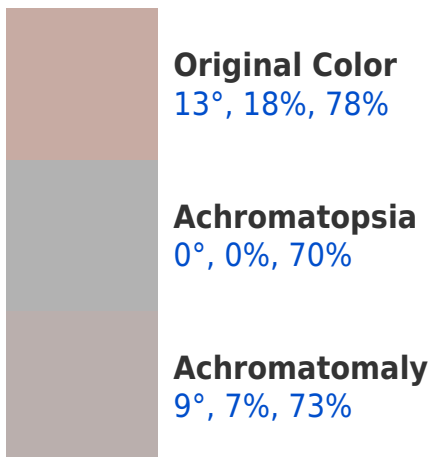 Original Color
13°, 18%, 78%
Achromatopsia
0°, 0%, 70%
Achromatomaly
9°, 7%, 73%